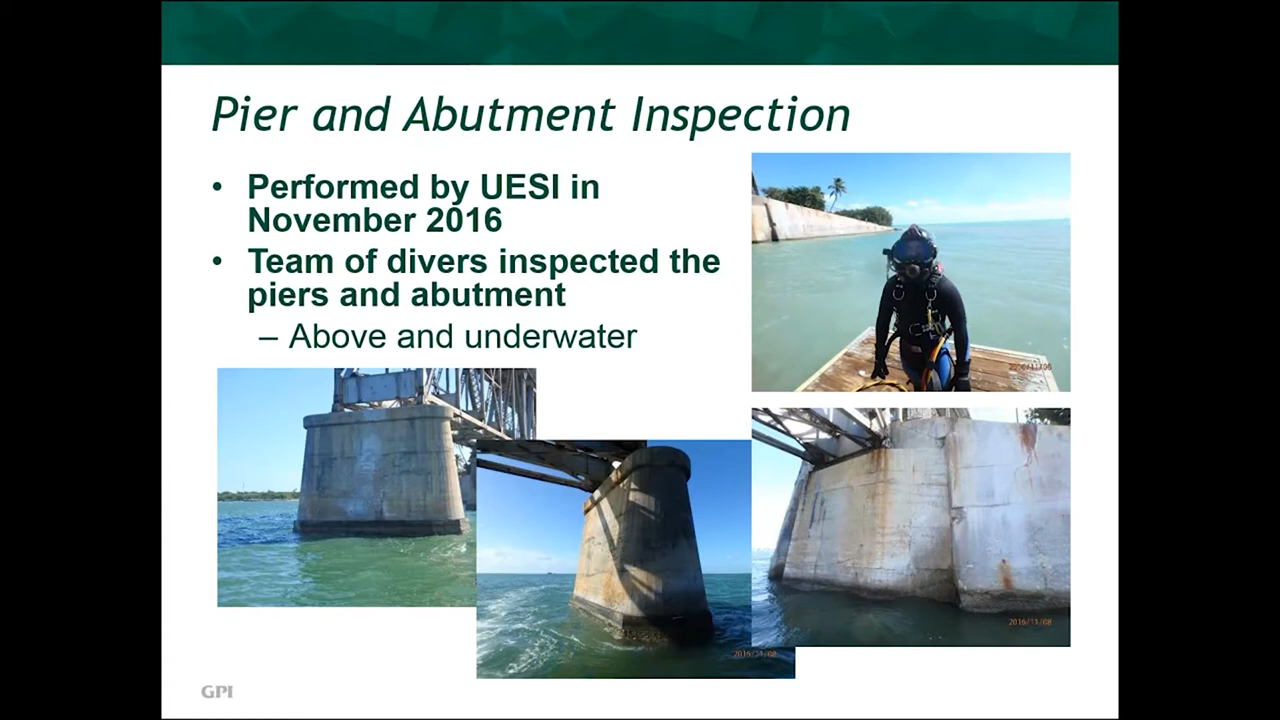 Pier and Abutment Inspection
• Performed by UESI in
November 2016
• Team of divers inspected the
piers and abutment
– Above and underwater
2016/11/08
2016/11/08
GPI